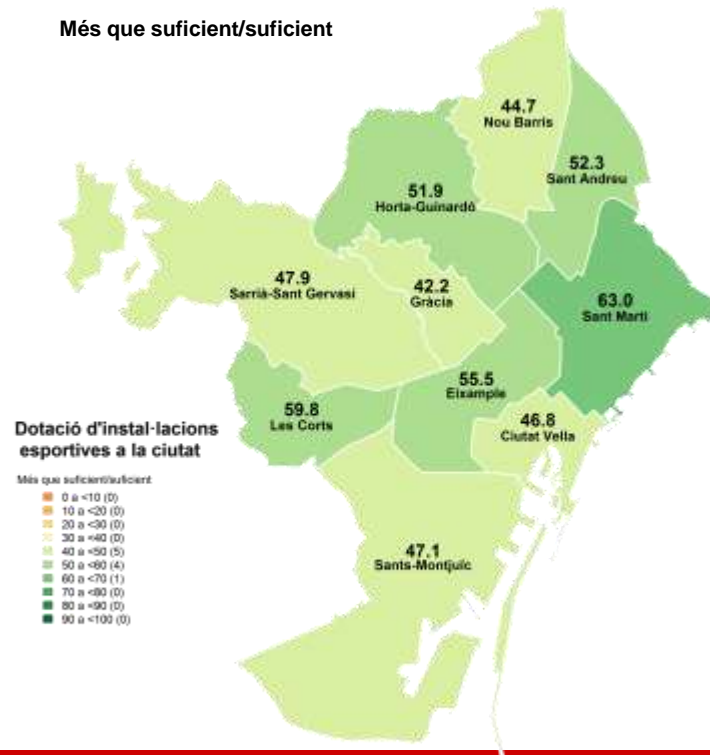 Més que suficient/suficient
44.7
Nou Barris
52.3
Sant Andreu
51.9
Horta-Guinardó
47.9
Sarrià-Sant Gervasi
42.2
Gràcia
63.0
Sant Martí
55.5
Eixample
59.8
Les Corts
46.8
Ciutat Vella
47.1
Sants-Montjuïc
Dotació d'instal·lacions
esportives a la ciutat
Més que suficient/suficient
0 a <10 (0)
10 a <20 (0)
20 a <30 (0)
30 a <40 (0)
40 a <50 (5)
50 a <60 (4)
60 a <70 (1)
70 a <80 (0)
80 a <90 (0)
90 a <100 (0)